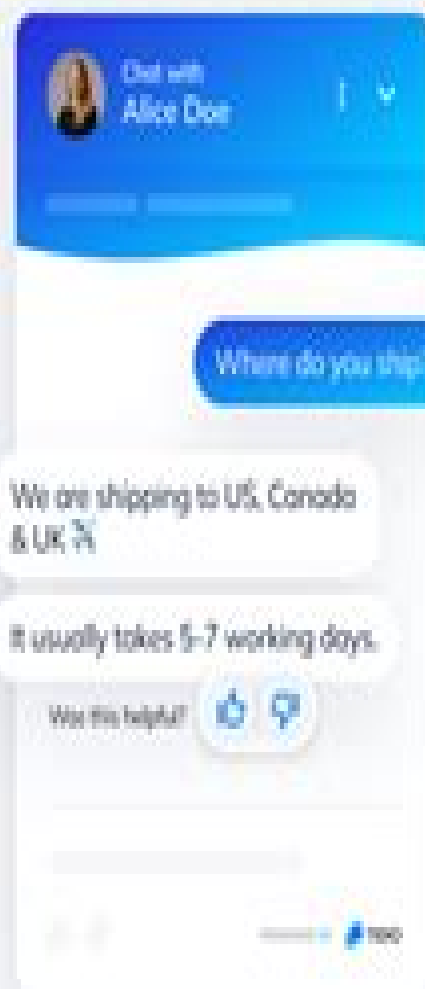 Chat with
Alice Doe
Where do you ship
We are shipping to US, Canada
& UK ✈️
It usually takes 5-7 working days.
Was this helpful?